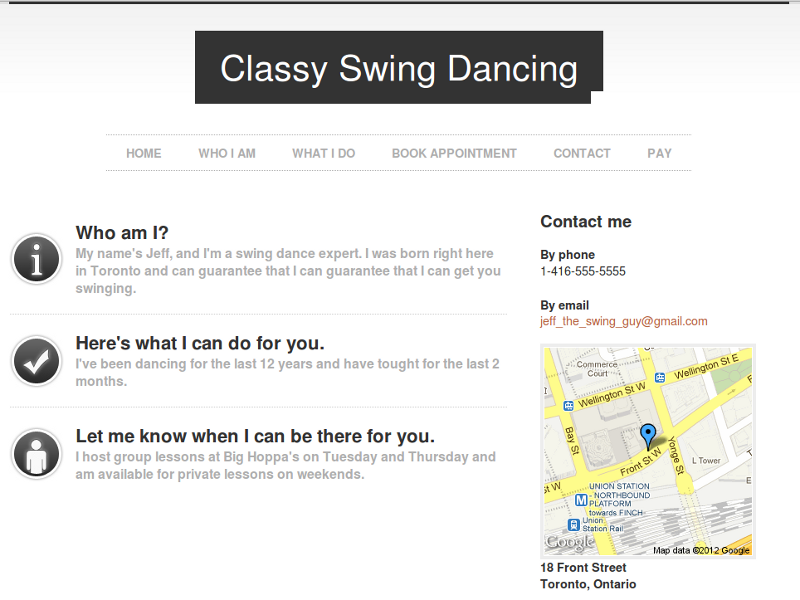 Classy Swing Dancing
HOME WHO I AM WHAT I DO BOOK APPOINTMENT CONTACT PAY
Who am I?
My name's Jeff, and I'm a swing dance expert. I was born right here
in Toronto and can guarantee that I can guarantee that I can get you
swinging.
Here's what I can do for you.
I've been dancing for the last 12 years and have tought for the last 2
months.
Let me know when I can be there for you.
I host group lessons at Big Hoppa's on Tuesday and Thursday and
am available for private lessons on weekends.
Contact me
By phone
1-416-555-5555
By email
jeff_the_swing_guy@gmail.com
Commerce
Court
Wellington St E
Wellington St W
Bay St
Yonge St
Front St W
L Tower
E
St W
UNION STATION
- NORTHBOUND
PLATFORM
towards FINCH-
M
Union
Station Rail
Google
Map data ©2012 Google
18 Front Street
Toronto, Ontario